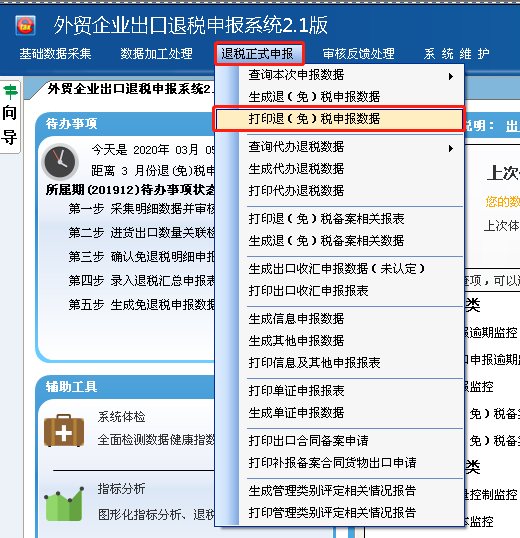 外贸企业出口退税申报系统2.1版
基础数据采集 数据加工处理 退税正式申报 审核反馈处理 系 统 维 护
向导
外贸企业出口退税申报系统2.
待办事项
今天是 2020年 03月
距离 3 月份退(免)税申
所属期(201912)待办事项状态
第一步 采集明细数据并审核
第二步 进货出口数量关联检
第三步 确认免退税明细申报
第四步 录入退税汇总申报表
第五步 生成免退税申报数据
辅助工具
系统体检
全面检测数据健康指数
指标分析
图形化指标分析、退税
查询本次申报数据
生成退（免）税申报数据
打印退（免）税申报数据
查询代办退税数据
生成代办退税数据
打印代办退税数据
打印退（免）税备案相关报表
生成退（免）税备案相关数据
生成出口收汇申报数据（未认定）
打印出口收汇申报报表
生成信息申报数据
生成其他申报数据
打印信息及其他申报报表
打印单证申报报表
生成单证申报数据
打印出口合同备案申请
打印补报备案合同货物出口申请
生成管理类别评定相关情况报告
打印管理类别评定相关情况报告
说明：
上次
您的数
上次体
查项，可以
类
报逾期监控
口申报逾期
报监控
（免）税备
（免）税备
类
量控制监控
体监控